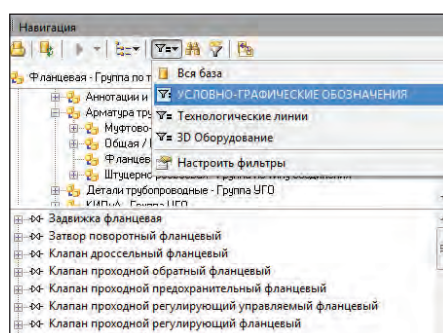 Навигация
Вся база
Фланцевая - Группа по т
УСЛОВНО-ГРАФИЧЕСКИЕ ОБОЗНАЧЕНИЯ
Аннотации и
Технологические линии
Арматура тру
3D Оборудование
Муфтово-
Общая /
Фланцев
Настроить фильтры
Штуцерно
Детали трубопроводные - Группа УГО
Задвижка фланцевая
Затвор поворотный фланцевый
Клапан дроссельный фланцевый
Клапан проходной обратный фланцевый
Клапан проходной предохранительный фланцевый
Клапан проходной регулирующий управляемый фланцевый
Клапан проходной регулирующий фланцевый